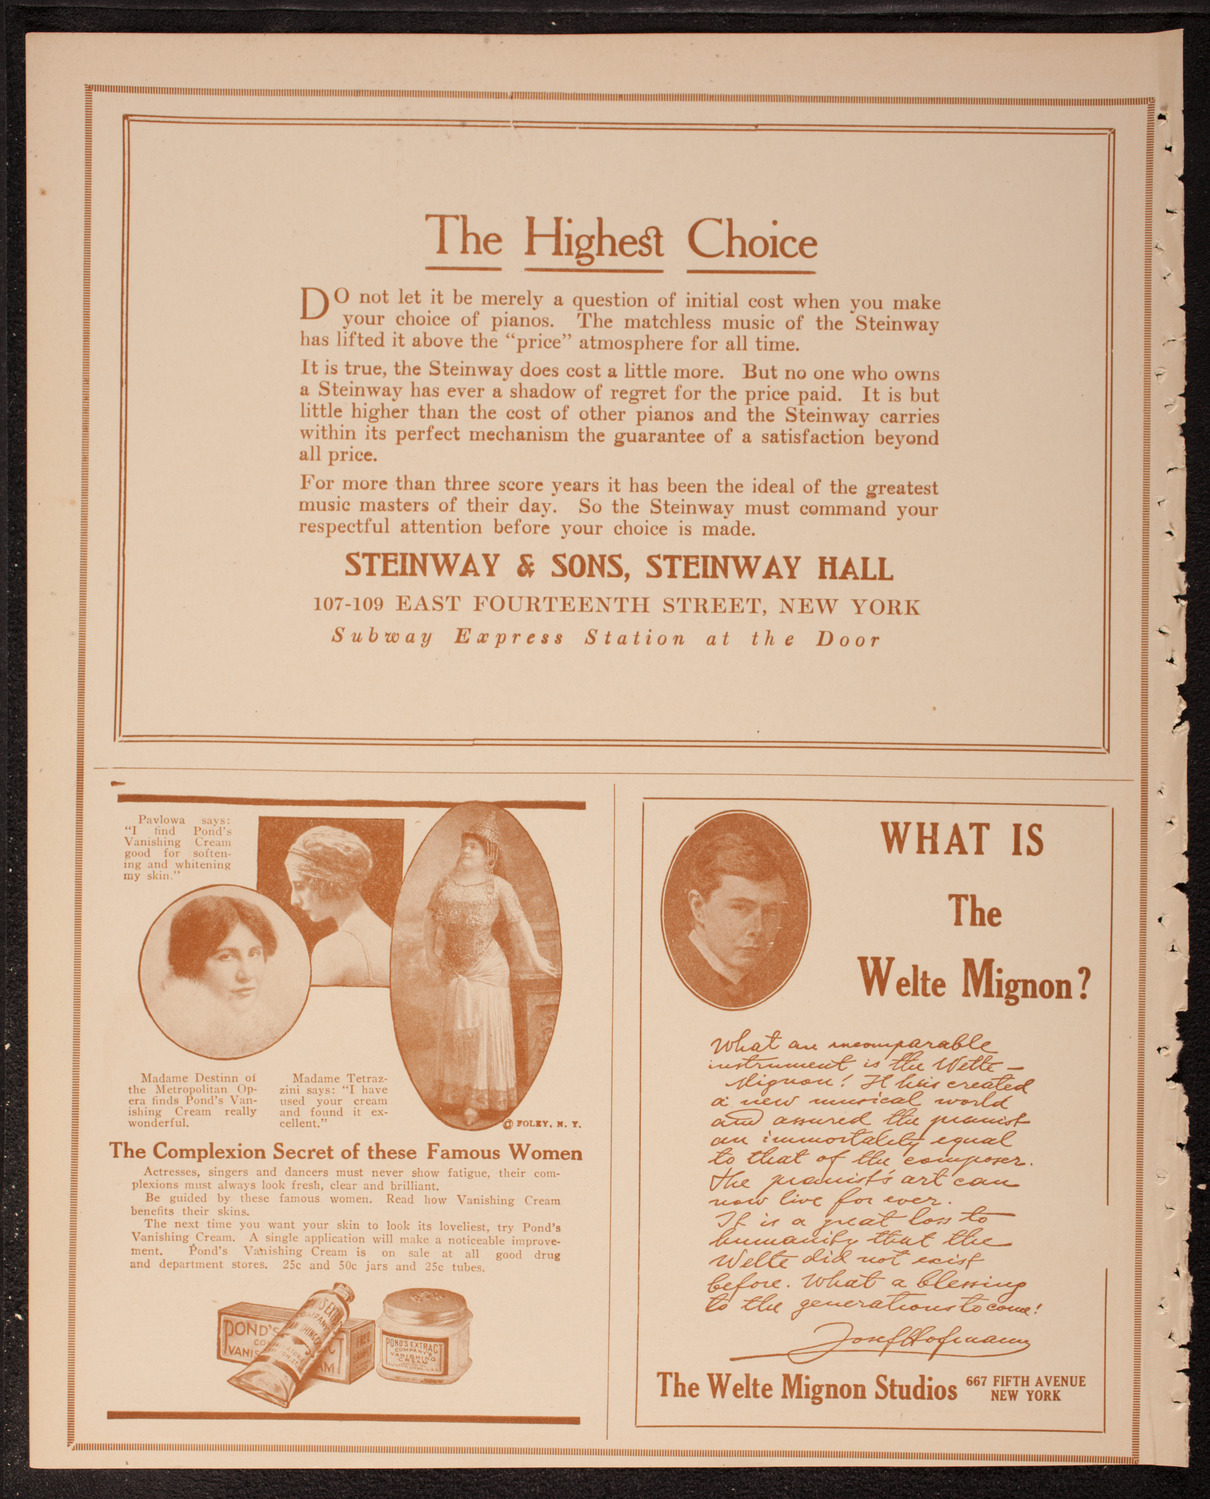 The Highest Choice
DO not let it be merely a question of initial cost when you make
your choice of pianos. The matchless music of the Steinway
has lifted it above the "price" atmosphere for all time.
It is true, the Steinway does cost a little more. But no one who owns
a Steinway has ever a shadow of regret for the price paid. It is but
little higher than the cost of other pianos and the Steinway carries
within its perfect mechanism the guarantee of a satisfaction beyond
all price.
For more than three score years it has been the ideal of the greatest
music masters of their day. So the Steinway must command your
respectful attention before your choice is made.
STEINWAY & SONS, STEINWAY HALL
107-109 EAST FOURTEENTH STREET, NEW YORK
Subway Express Station at the Door
Pavlowa says:
"I find Pond's
Vanishing Cream
good for soften-
ing and whitening
my skin."
Madame Destinn of
the Metropolitan Op-
era finds Pond's Van-
ishing Cream really
wonderful.
Madame Tetraz-
zini says: "I have
used your cream
and found it ex-
cellent."
© FOLEY, N. Y.
The Complexion Secret of these Famous Women
Actresses, singers and dancers must never show fatigue, their com-
plexions must always look fresh, clear and brilliant.
Be guided by these famous women. Read how Vanishing Cream
benefits their skins.
The next time you want your skin to look its loveliest, try Pond's
Vanishing Cream. A single application will make a noticeable improve-
ment. Pond's Vanishing Cream is on sale at all good drug
and department stores. 25c and 50c jars and 25c tubes.
POND'S
VANIS
POND'S EXTRACT
COMPANY'S
VANISHING
CREAM
WHAT IS
The
Welte Mignon?
What an incomparable
instrument is the Welte-
Mignon! It has created
a new musical world
and assured the pianist
an immortality equal
to that of the composer.
The pianist's art can
now live for ever.
It is a great loss to
humanity that the
Welte did not exist
before. What a blessing
to the generations to come!
Josef Hofmann
The Welte Mignon Studios 667 FIFTH AVENUE
NEW YORK